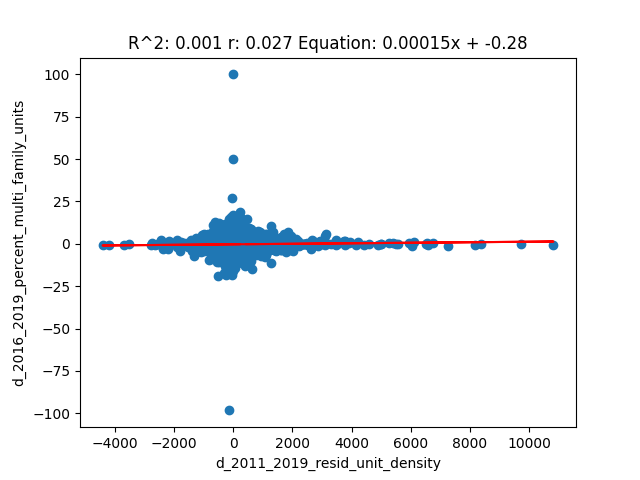 R^2: 0.001 r: 0.027 Equation: 0.00015x + -0.28
100
75
50
25
0
−25
−50
−75
−100
d_2016_2019_percent_multi_family_units
−4000 −2000 0 2000 4000 6000 8000 10000
d_2011_2019_resid_unit_density